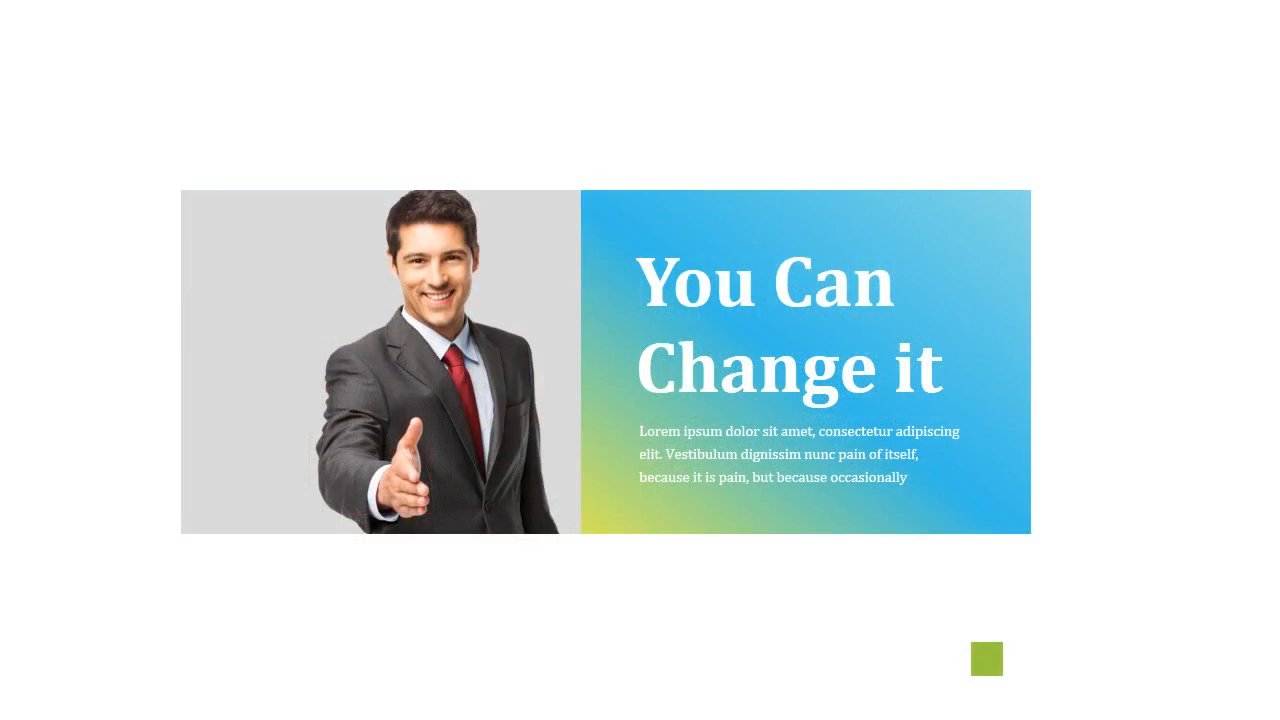 You Can
Change it
Lorem ipsum dolor sit amet, consectetur adipiscing
elit. Vestibulum dignissim nunc pain of itself,
because it is pain, but because occasionally